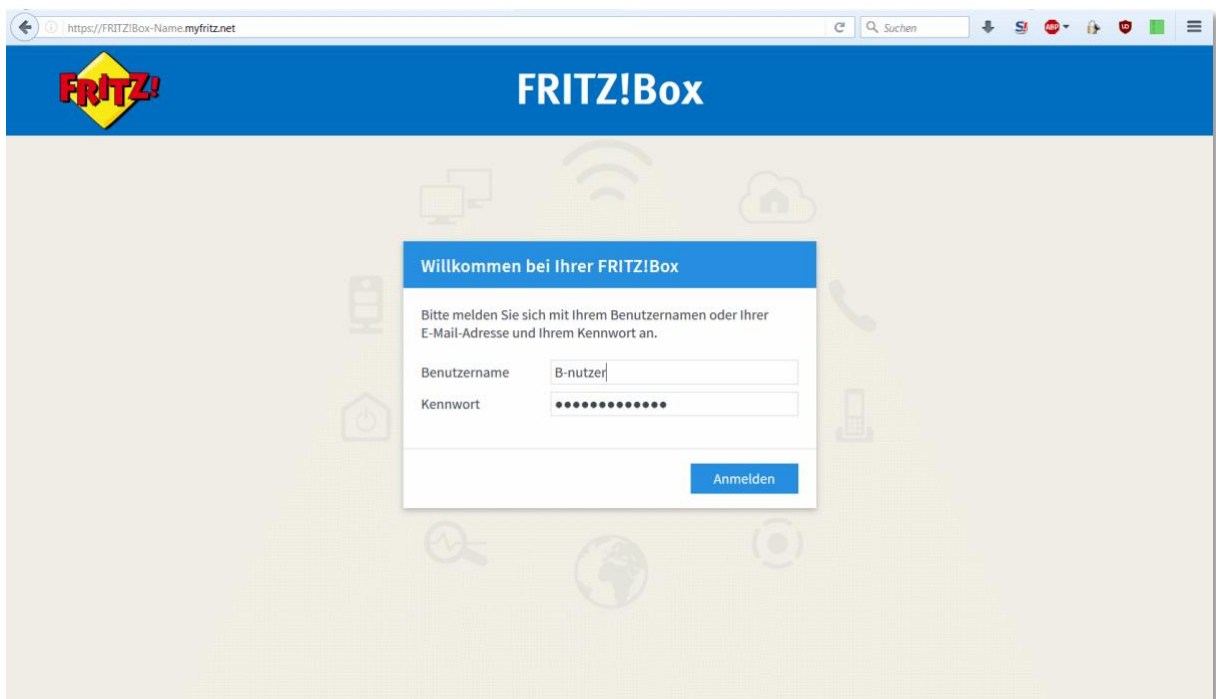 https://FRITZ!Box-Name.myfritz.net
Suchen
S!
ABP
FRITZ!
FRITZ!Box
Willkommen bei Ihrer FRITZ!Box
Bitte melden Sie sich mit Ihrem Benutzernamen oder Ihrer
E-Mail-Adresse und Ihrem Kennwort an.
Benutzername
B-nutzer
Kennwort
•••••••••••••
Anmelden